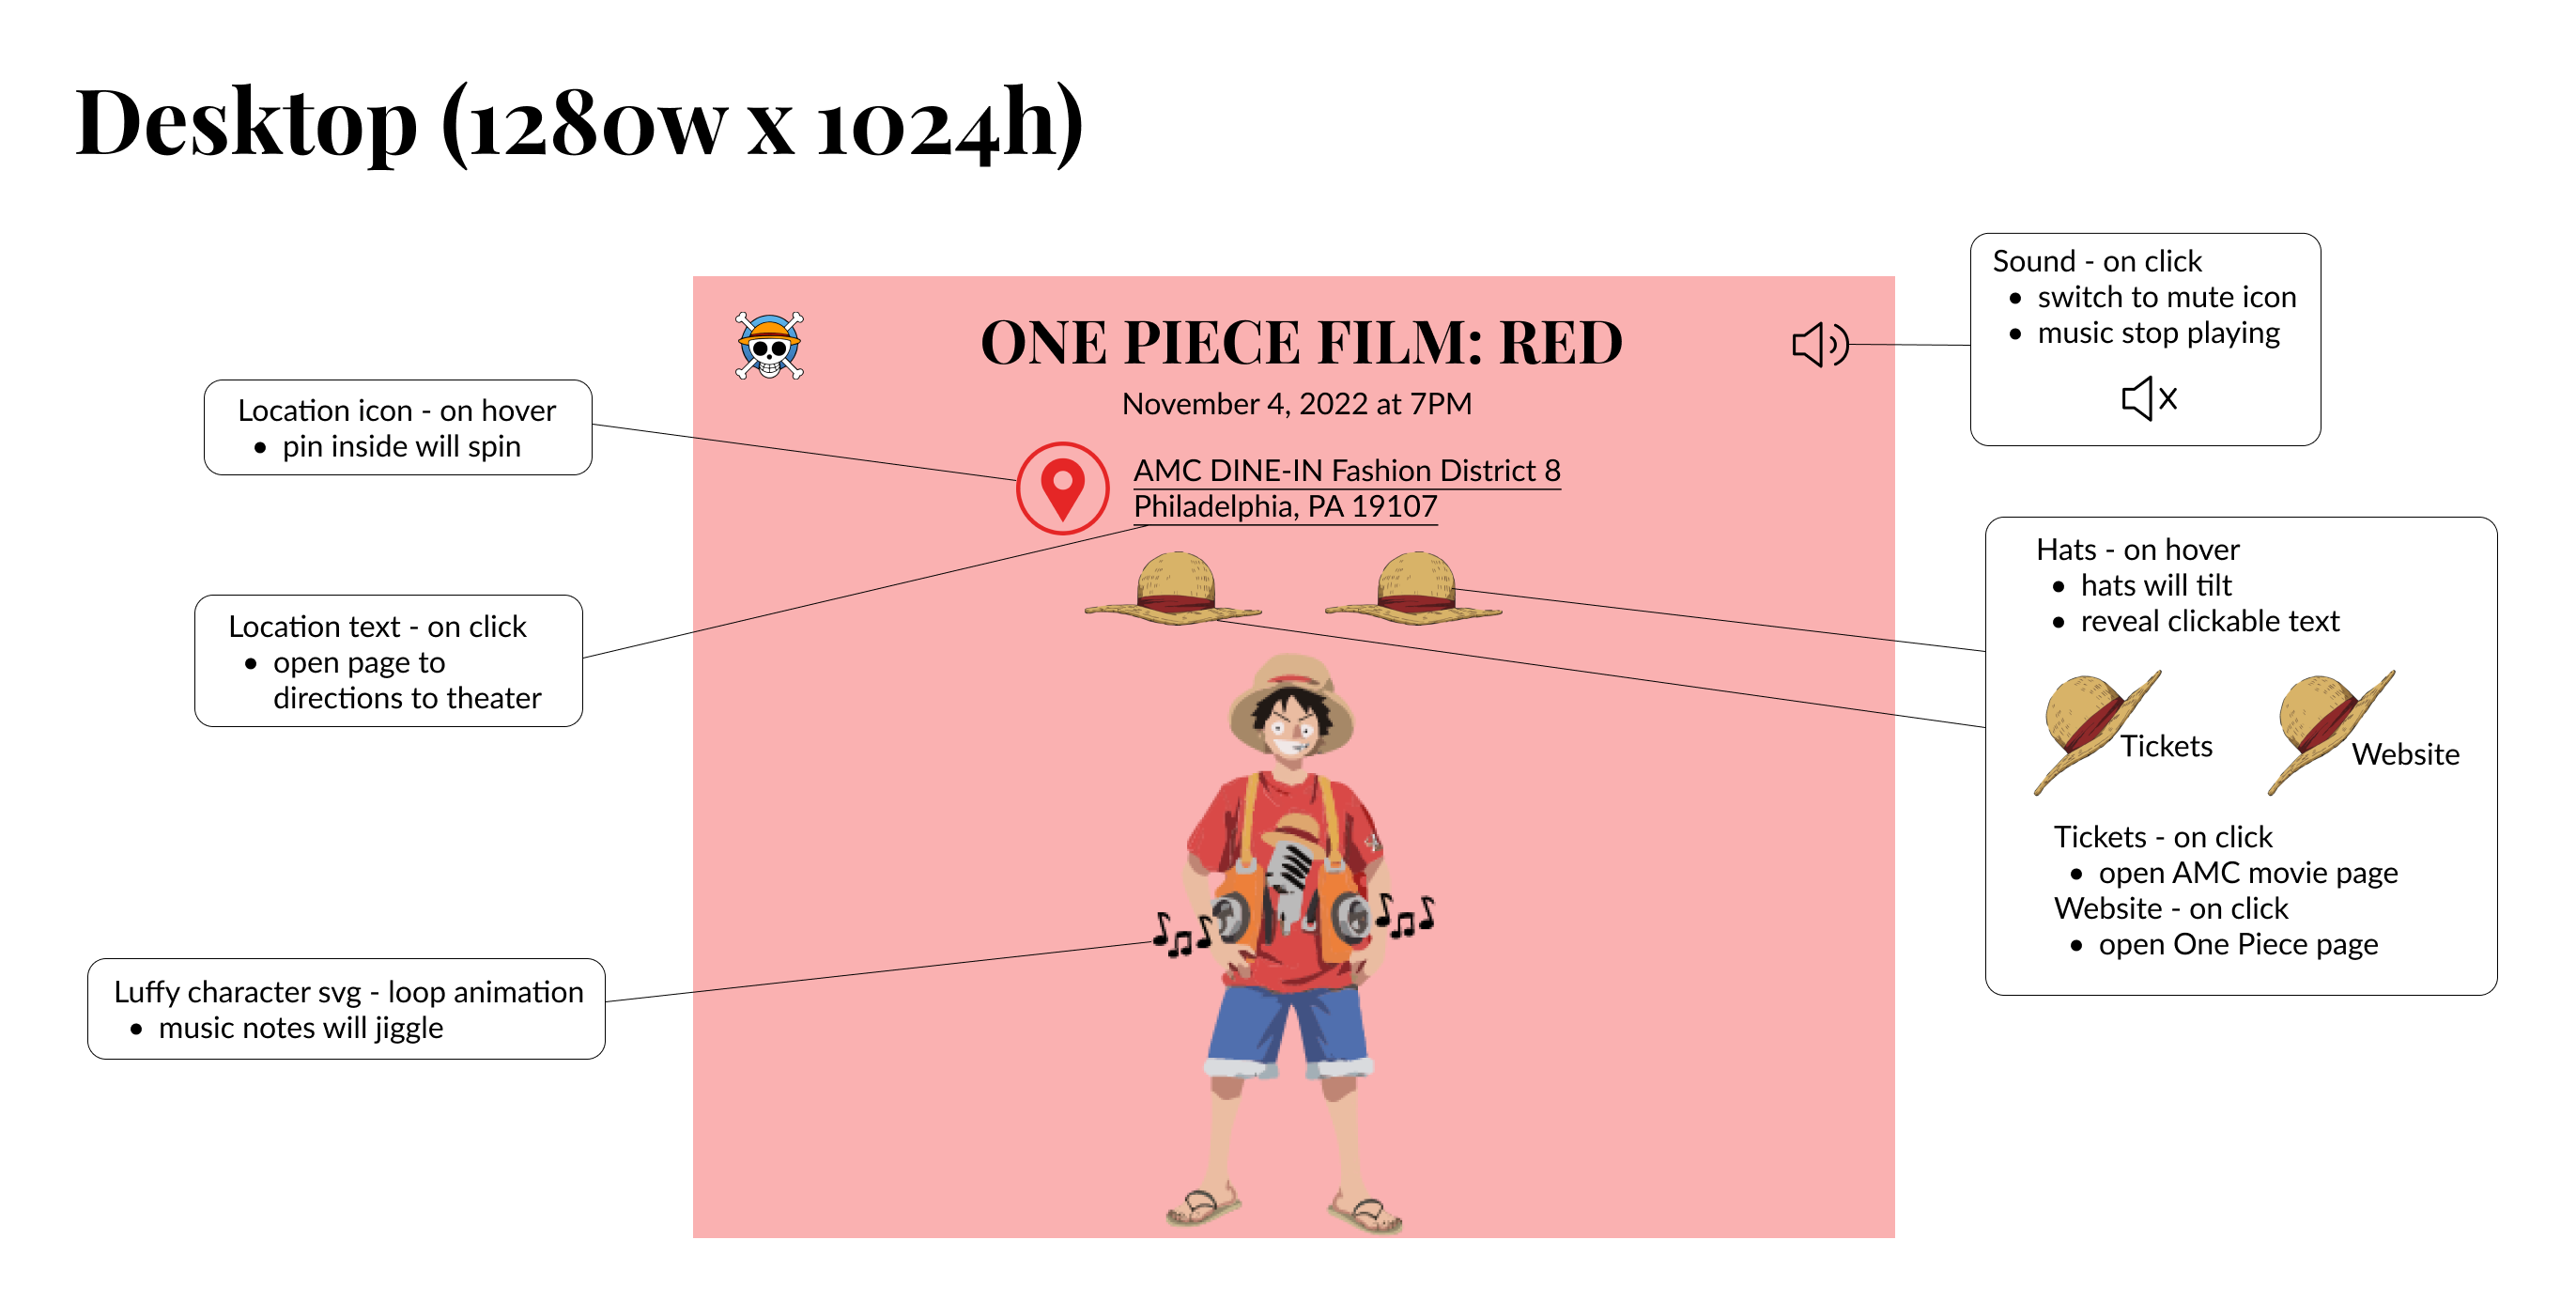 Desktop (1280w x 1024h)
Sound - on click
• switch to mute icon
• music stop playing
ONE PIECE FILM: RED
November 4, 2022 at 7PM
Location icon - on hover
• pin inside will spin
AMC DINE-IN Fashion District 8
Philadelphia, PA 19107
Hats - on hover
• hats will tilt
• reveal clickable text
Tickets
Website
Tickets - on click
• open AMC movie page
Website - on click
• open One Piece page
Location text - on click
• open page to
directions to theater
Luffy character svg - loop animation
• music notes will jiggle